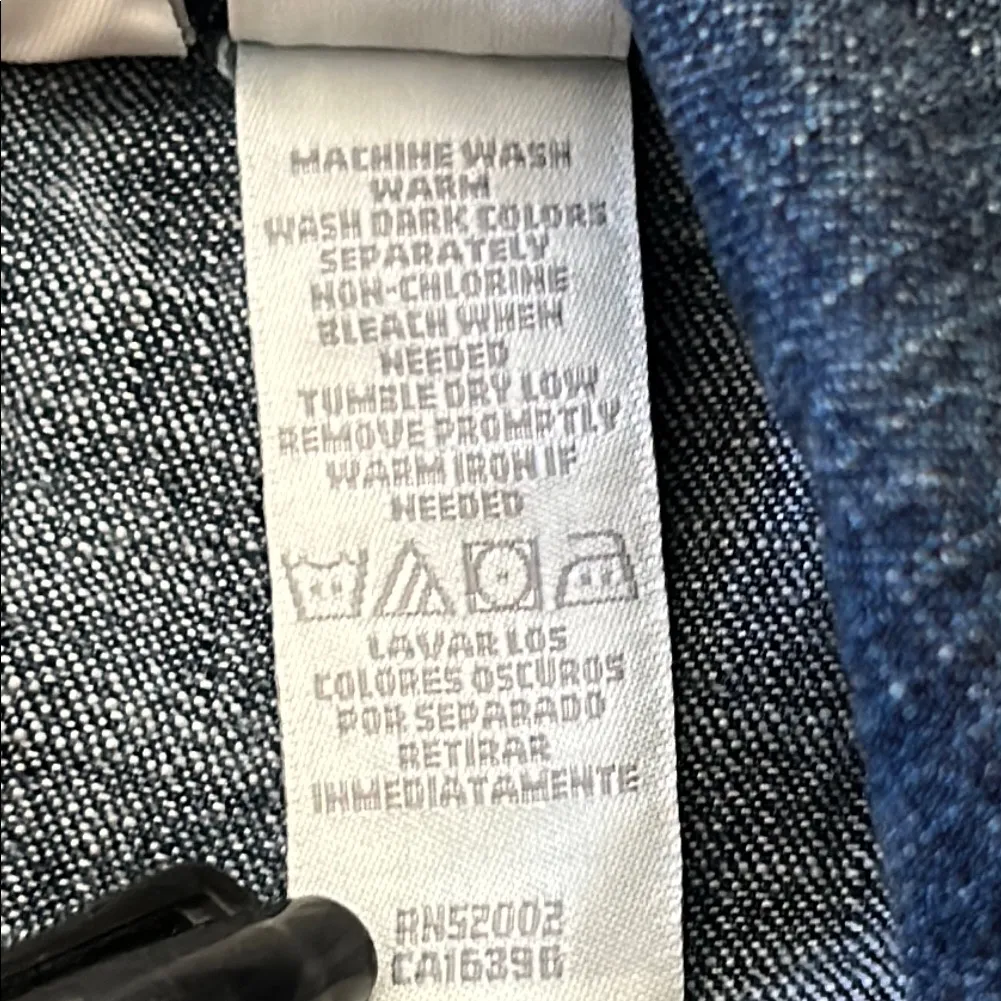 MACHINE WASH
WARM
WASH DARK COLORS
SEPARATELY
NON-CHLORINE
BLEACH WHEN
NEEDED
TUMBLE DRY LOW
REMOVE PROMPTLY
WARM IRON IF
NEEDED
LAVAR LOS
COLORES OSCUROS
POR SEPARADO
RETIRAR
INMEDIATAMENTE
RN52002
CA16396